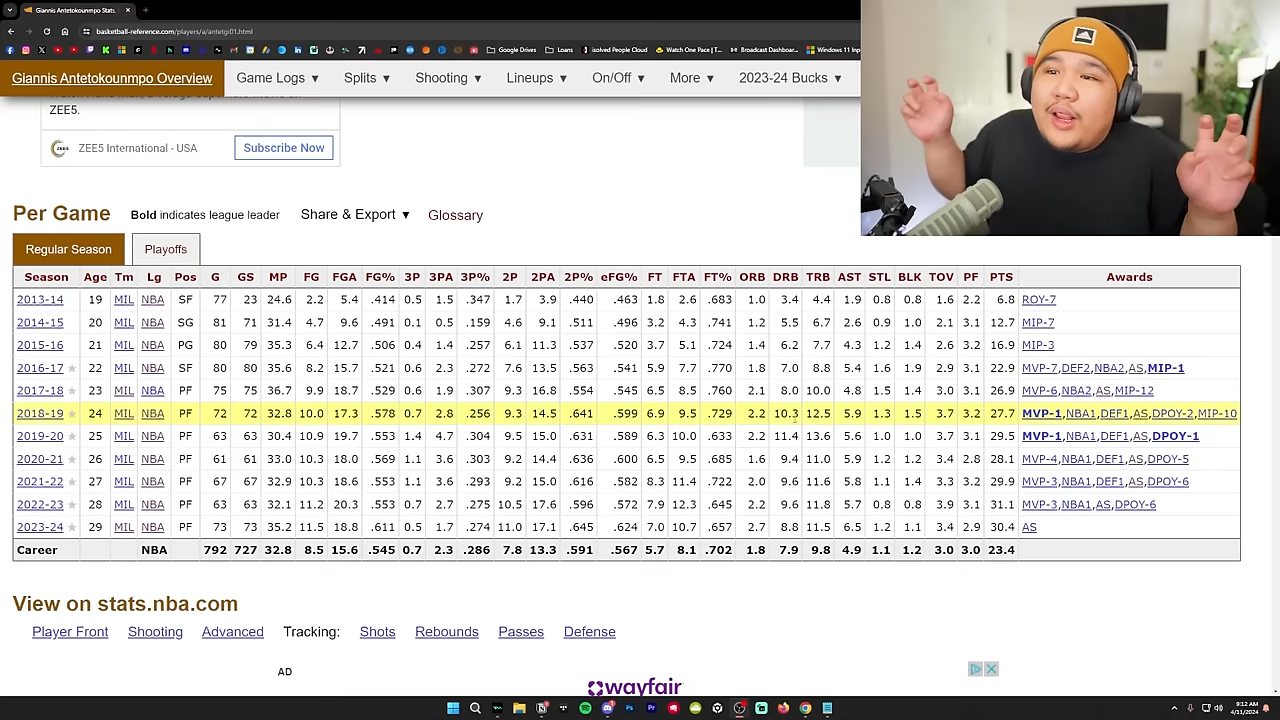 Giannis Antetokounmpo Stats,
basketball-reference.com/players/a/antetgi01.html
Google Drives Loans isolved People Cloud Watch One Pace | T... Broadcast Dashboar... Windows 11 Inp
Giannis Antetokounmpo Overview Game Logs ▼ Splits ▼ Shooting ▼ Lineups ▼ On/Off ▼ More ▼ 2023-24 Bucks ▼
ZEE5.
ZEE5 International - USA Subscribe Now
Per Game Bold indicates league leader Share & Export ▼ Glossary
Regular Season Playoffs
Season Age Tm Lg Pos G GS MP FG FGA FG% 3P 3PA 3P% 2P 2PA 2P% eFG% FT FTA FT% ORB DRB TRB AST STL BLK TOV PF PTS Awards
2013-14 19 MIL NBA SF 77 23 24.6 2.2 5.4 .414 0.5 1.5 .347 1.7 3.9 .440 .463 1.8 2.6 .683 1.0 3.4 4.4 1.9 0.8 0.8 1.6 2.2 6.8 ROY-7
2014-15 20 MIL NBA SG 81 71 31.4 4.7 9.6 .491 0.1 0.5 .159 4.6 9.1 .511 .496 3.2 4.3 .741 1.2 5.5 6.7 2.6 0.9 1.0 2.1 3.1 12.7 MIP-7
2015-16 21 MIL NBA PG 80 79 35.3 6.4 12.7 .506 0.4 1.4 .257 6.1 11.3 .537 .520 3.7 5.1 .724 1.4 6.2 7.7 4.3 1.2 1.4 2.6 3.2 16.9 MIP-3
2016-17 ★ 22 MIL NBA SF 80 80 35.6 8.2 15.7 .521 0.6 2.3 .272 7.6 13.5 .563 .541 5.9 7.7 .770 1.8 7.0 8.8 5.4 1.6 1.9 2.9 3.1 22.9 MVP-7,DEF2,NBA2,AS,MIP-1
2017-18 ★ 23 MIL NBA PF 75 75 36.7 9.9 18.7 .529 0.6 1.9 .307 9.3 16.8 .554 .545 6.5 8.5 .760 2.1 8.0 10.0 4.8 1.5 1.4 3.0 3.1 26.9 MVP-6,NBA2,AS,MIP-12
2018-19 ★ 24 MIL NBA PF 72 72 32.8 10.0 17.3 .578 0.7 2.8 .256 9.3 14.5 .641 .599 6.9 9.5 .729 2.2 10.3 12.5 5.9 1.3 1.5 3.7 3.2 27.7 MVP-1,NBA1,DEF1,AS,DPOY-2,MIP-10
2019-20 ★ 25 MIL NBA PF 63 63 30.4 10.9 19.7 .553 1.4 4.7 .304 9.5 15.0 .631 .589 6.3 10.0 .633 2.2 11.4 13.6 5.6 1.0 1.0 3.7 3.1 29.5 MVP-1,NBA1,DEF1,AS,DPOY-1
2020-21 ★ 26 MIL NBA PF 61 61 33.0 10.3 18.0 .569 1.1 3.6 .303 9.2 14.4 .636 .600 6.5 9.5 .685 1.6 9.4 11.0 5.9 1.2 1.2 3.4 2.8 28.1 MVP-4,NBA1,DEF1,AS,DPOY-5
2021-22 ★ 27 MIL NBA PF 67 67 32.9 10.3 18.6 .553 1.1 3.6 .293 9.2 15.0 .616 .582 8.3 11.4 .722 2.0 9.6 11.6 5.8 1.1 1.4 3.3 3.2 29.9 MVP-3,NBA1,DEF1,AS,DPOY-6
2022-23 ★ 28 MIL NBA PF 63 63 32.1 11.2 20.3 .553 0.7 2.7 .275 10.5 17.6 .596 .572 7.9 12.3 .645 2.2 9.6 11.8 5.7 0.8 0.8 3.9 3.1 31.1 MVP-3,NBA1,AS,DPOY-6
2023-24 ★ 29 MIL NBA PF 73 73 35.2 11.5 18.8 .611 0.5 1.7 .274 11.0 17.1 .645 .624 7.0 10.7 .657 2.7 8.8 11.5 6.5 1.2 1.1 3.4 2.9 30.4 AS
Career NBA 792 727 32.8 8.5 15.6 .545 0.7 2.3 .286 7.8 13.3 .591 .567 5.7 8.1 .702 1.8 7.9 9.8 4.9 1.1 1.2 3.0 3.0 23.4
View on stats.nba.com
Player Front Shooting Advanced Tracking: Shots Rebounds Passes Defense
AD
wayfair
9:12 AM
4/11/2024